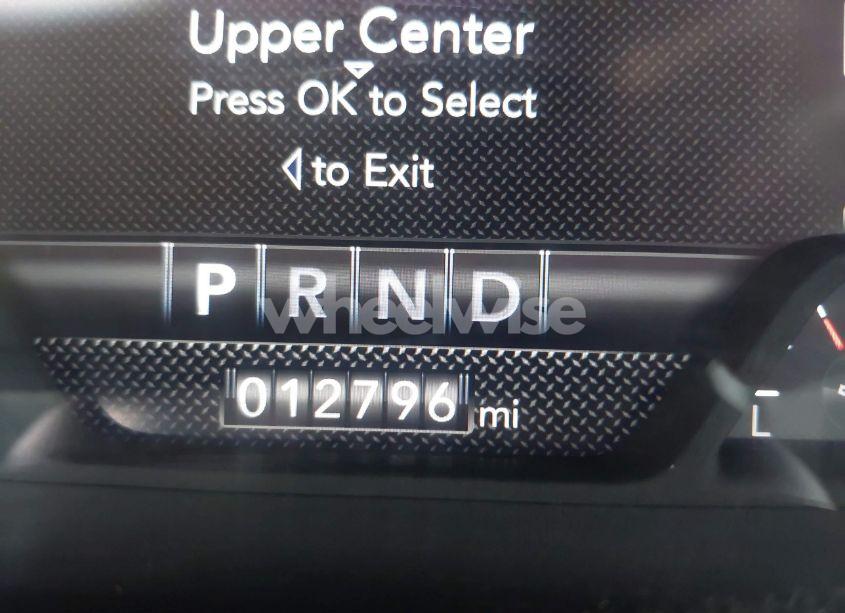 Upper Center
Press OK to Select
to Exit
P R N D
wheelwise
012796 mi
L